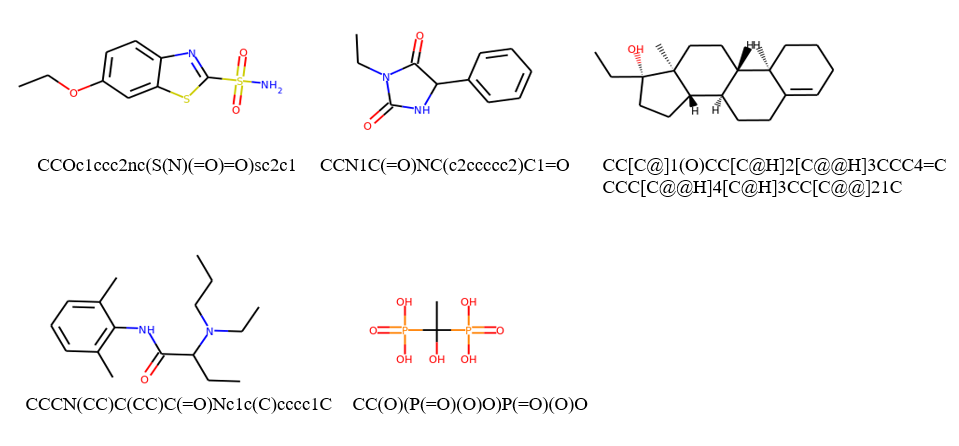 CCOc1ccc2nc(S(N)(=O)=O)sc2c1
CCN1C(=O)NC(c2ccccc2)C1=O
CC[C@]1(O)CC[C@H]2[C@@H]3CCC4=C
CCC[C@@H]4[C@H]3CC[C@@]21C
CCCN(CC)C(CC)C(=O)Nc1c(C)cccc1C
CC(O)(P(=O)(O)O)P(=O)(O)O